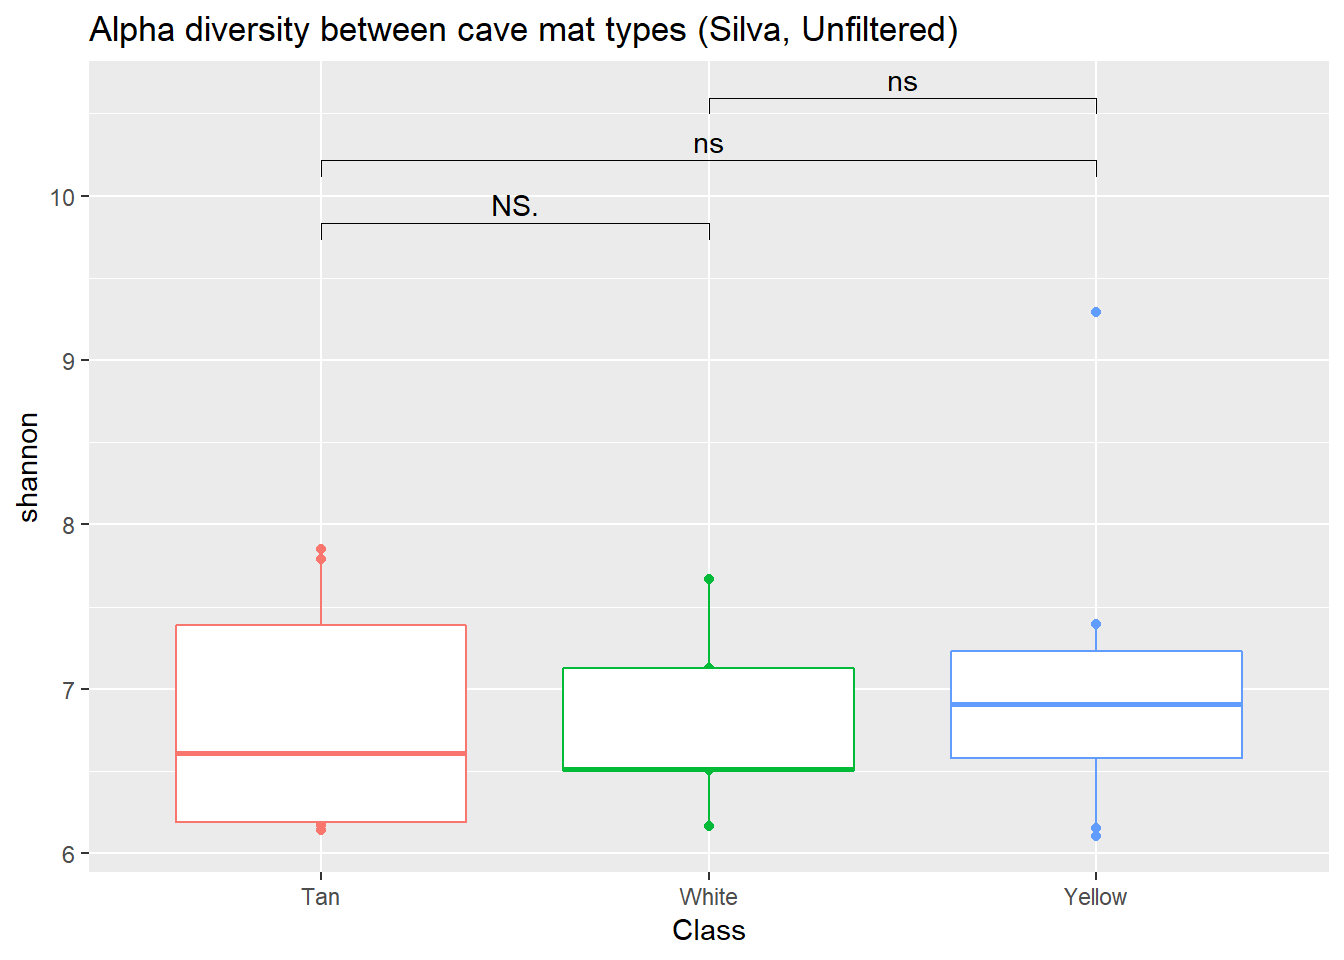 Alpha diversity between cave mat types (Silva, Unfiltered)
ns
ns
NS.
10
9
8
7
6
shannon
Tan
White
Yellow
Class